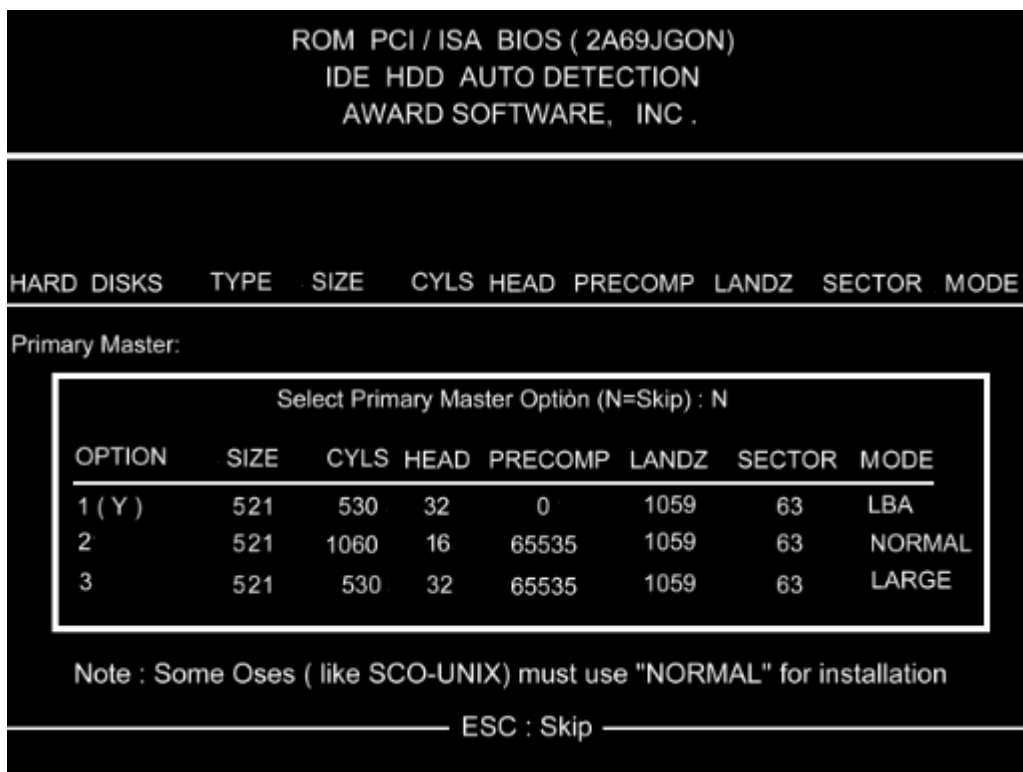 ROM PCI / ISA BIOS ( 2A69JGON)
IDE HDD AUTO DETECTION
AWARD SOFTWARE, INC .
HARD DISKS TYPE SIZE CYLS HEAD PRECOMP LANDZ SECTOR MODE
Primary Master:
Select Primary Master Optiòn (N=Skip) : N
OPTION SIZE CYLS HEAD PRECOMP LANDZ SECTOR MODE
1 ( Y ) 521 530 32 0 1059 63 LBA
2 521 1060 16 65535 1059 63 NORMAL
3 521 530 32 65535 1059 63 LARGE
Note : Some Oses ( like SCO-UNIX) must use "NORMAL" for installation
ESC : Skip